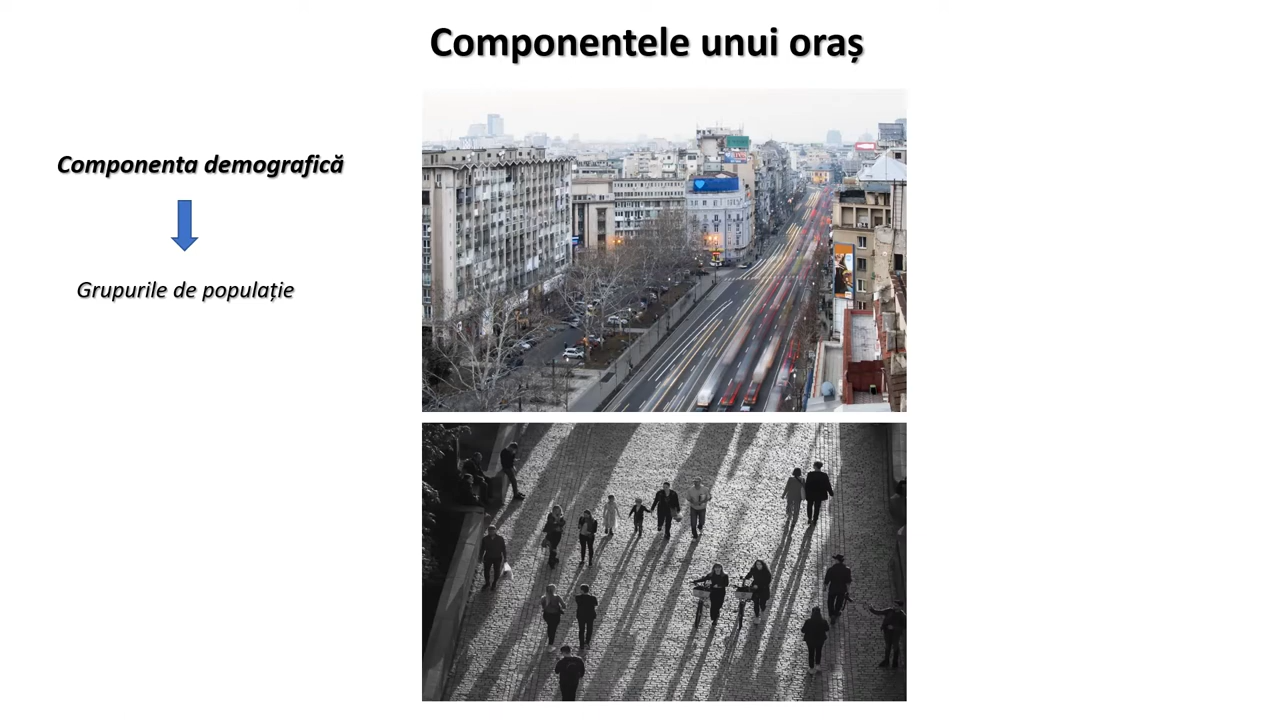 Componentele unui oraș
Componenta demografică
Grupurile de populație